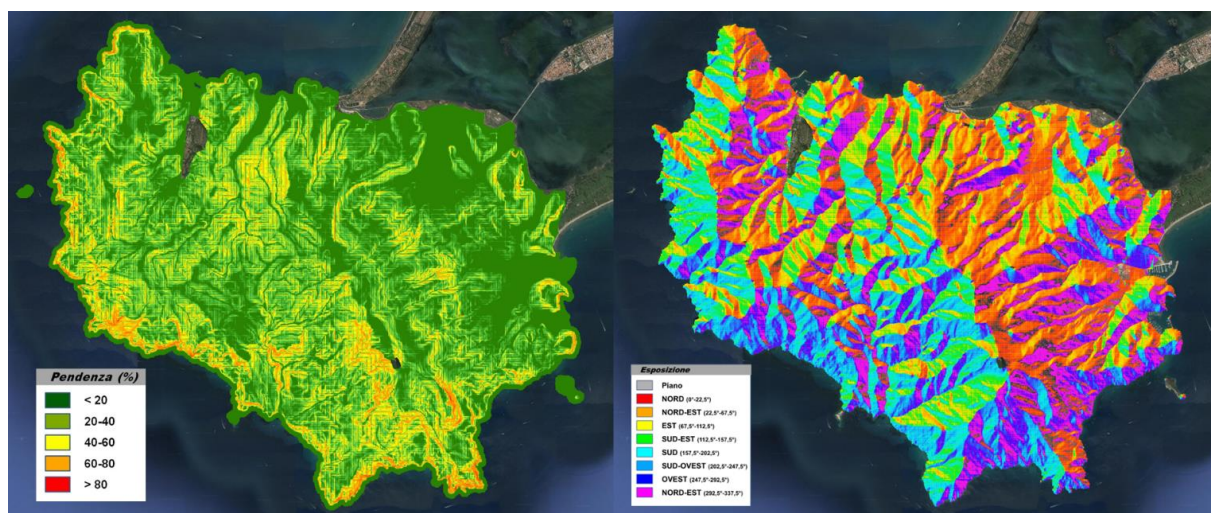 Pendenza (%)
< 20
20-40
40-60
60-80
> 80
Esposizione
Piano
NORD (0°-22,5°)
NORD-EST (22,5°-67,5°)
EST (67,5°-112,5°)
SUD-EST (112,5°-157,5°)
SUD (157,5°-202,5°)
SUD-OVEST (202,5°-247,5°)
OVEST (247,5°-292,5°)
NORD-EST (292,5°-337,5°)